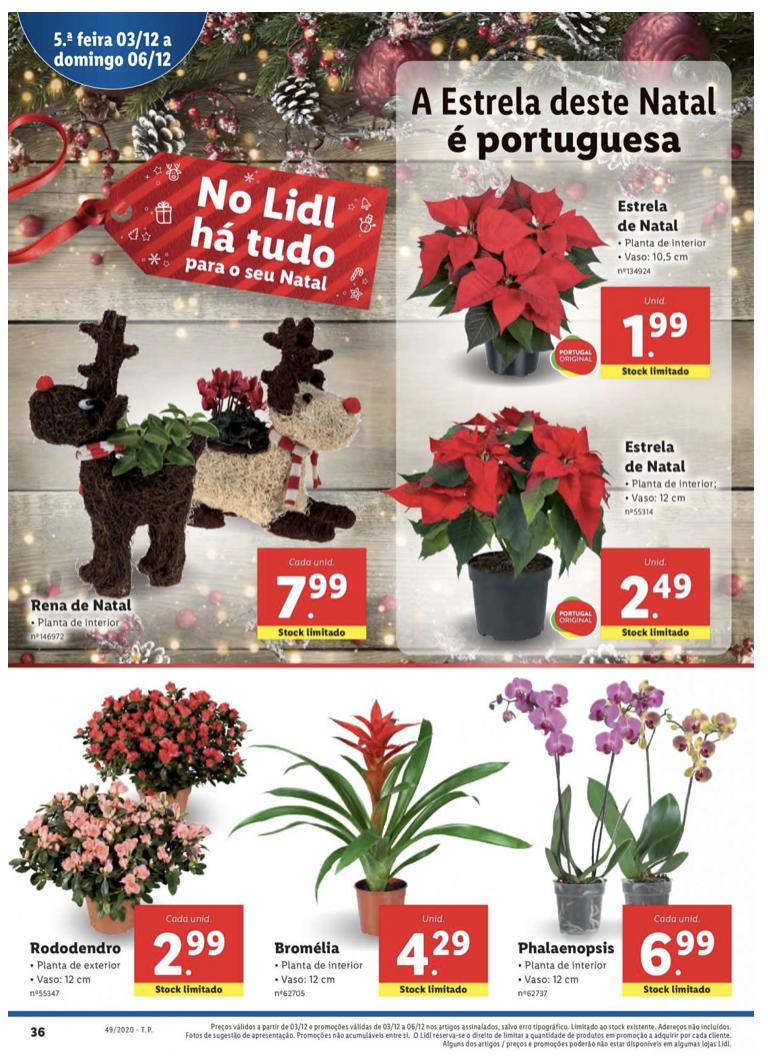 5.ª feira 03/12 a
domingo 06/12
A Estrela deste Natal
é portuguesa
No Lidl
há tudo
para o seu Natal
Estrela
de Natal
• Planta de interior
• Vaso: 10,5 cm
nº134924
Unid.
1.99
Stock limitado
PORTUGAL
ORIGINAL
Estrela
de Natal
• Planta de interior;
• Vaso: 12 cm
nº55314
Unid.
2.49
Stock limitado
PORTUGAL
ORIGINAL
Rena de Natal
• Planta de interior
nº146972
Cada unid.
7.99
Stock limitado
Rododendro
• Planta de exterior
• Vaso: 12 cm
nº55347
Cada unid.
2.99
Stock limitado
Bromélia
• Planta de interior
• Vaso: 12 cm
nº62705
Unid.
4.29
Stock limitado
Phalaenopsis
• Planta de interior
• Vaso: 12 cm
nº62737
Cada unid.
6.99
Stock limitado
36
49/2020 - T.P.
Preços válidos a partir de 03/12 e promoções válidas de 03/12 a 06/12 nos artigos assinalados, salvo erro tipográfico. Limitado ao stock existente. Adereços não incluídos.
Fotos de sugestão de apresentação. Promoções não acumuláveis entre si. O Lidl reserva-se o direito de limitar a quantidade de produtos em promoção a adquirir por cada cliente.
Alguns dos artigos / preços e promoções poderão não estar disponíveis em algumas lojas Lidl.